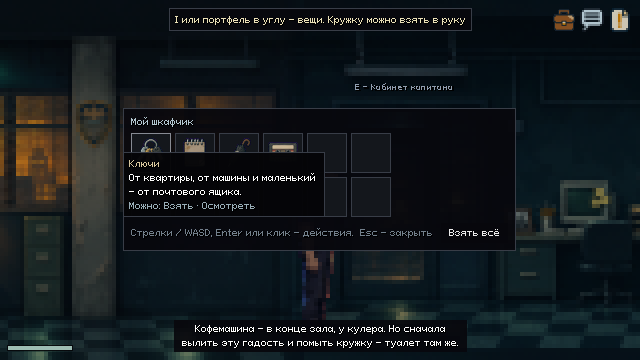 I или портфель в углу – вещи. Кружку можно взять в руку
E – Кабинет капитана
Мой шкафчик
Ключи
От квартиры, от машины и маленький
– от почтового ящика.
Можно: Взять · Осмотреть
Стрелки / WASD, Enter или клик – действия. Esc – закрыть
Взять всё
Кофемашина – в конце зала, у кулера. Но сначала
вылить эту гадость и помыть кружку – туалет там же.